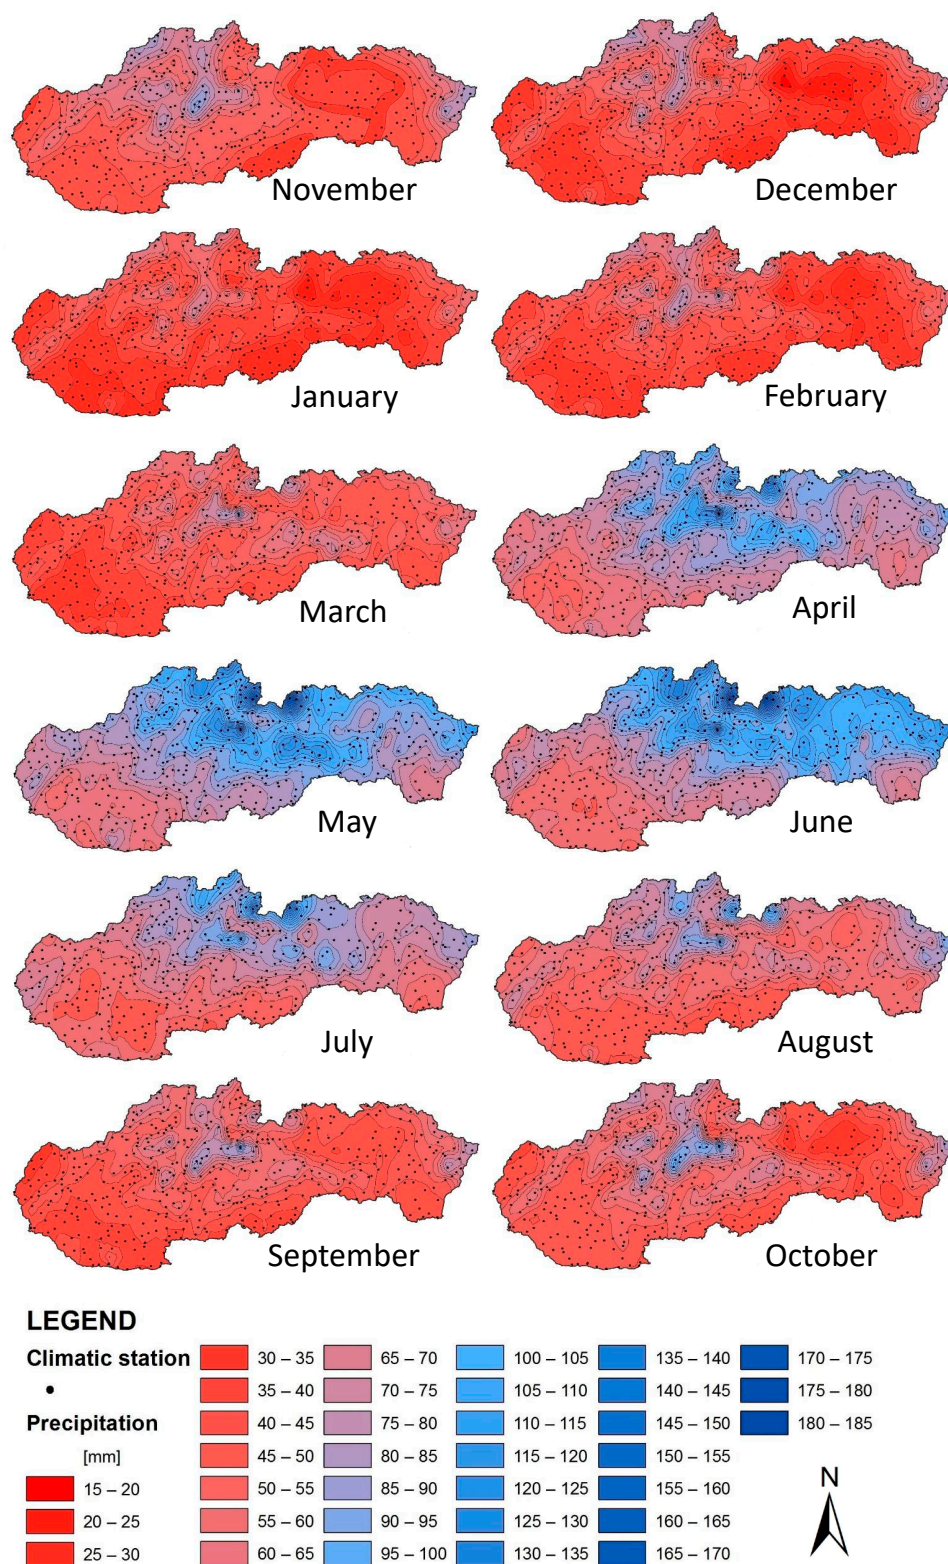 November
December
January
February
March
April
May
June
July
August
September
October
LEGEND
Climatic station
Precipitation
[mm]
15 – 20
20 – 25
25 – 30
30 – 35
35 – 40
40 – 45
45 – 50
50 – 55
55 – 60
60 – 65
65 – 70
70 – 75
75 – 80
80 – 85
85 – 90
90 – 95
95 – 100
100 – 105
105 – 110
110 – 115
115 – 120
120 – 125
125 – 130
130 – 135
135 – 140
140 – 145
145 – 150
150 – 155
155 – 160
160 – 165
165 – 170
170 – 175
175 – 180
180 – 185
N